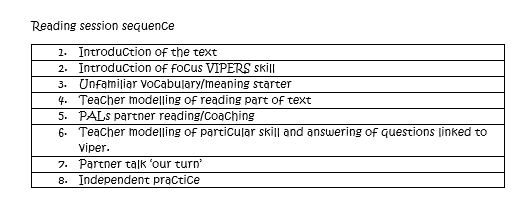 Reading session sequence
1. Introduction of the text
2. Introduction of focus VIPERS skill
3. Unfamiliar vocabulary/meaning starter
4. Teacher modelling of reading part of text
5. PALs partner reading/coaching
6. Teacher modelling of particular skill and answering of questions linked to
viper.
7. Partner talk 'our turn'
8. Independent practice